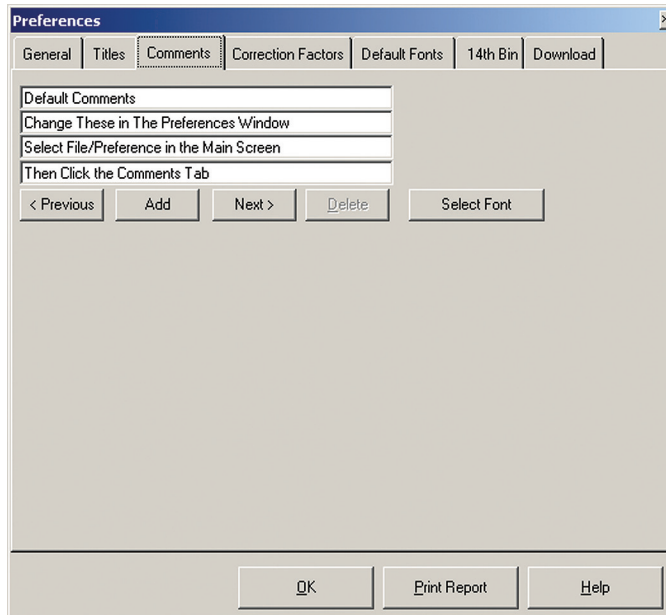 Preferences
General Titles Comments Correction Factors Default Fonts 14th Bin Download
Default Comments
Change These in The Preferences Window
Select File/Preference in the Main Screen
Then Click the Comments Tab
< Previous Add Next > Delete Select Font
OK Print Report Help